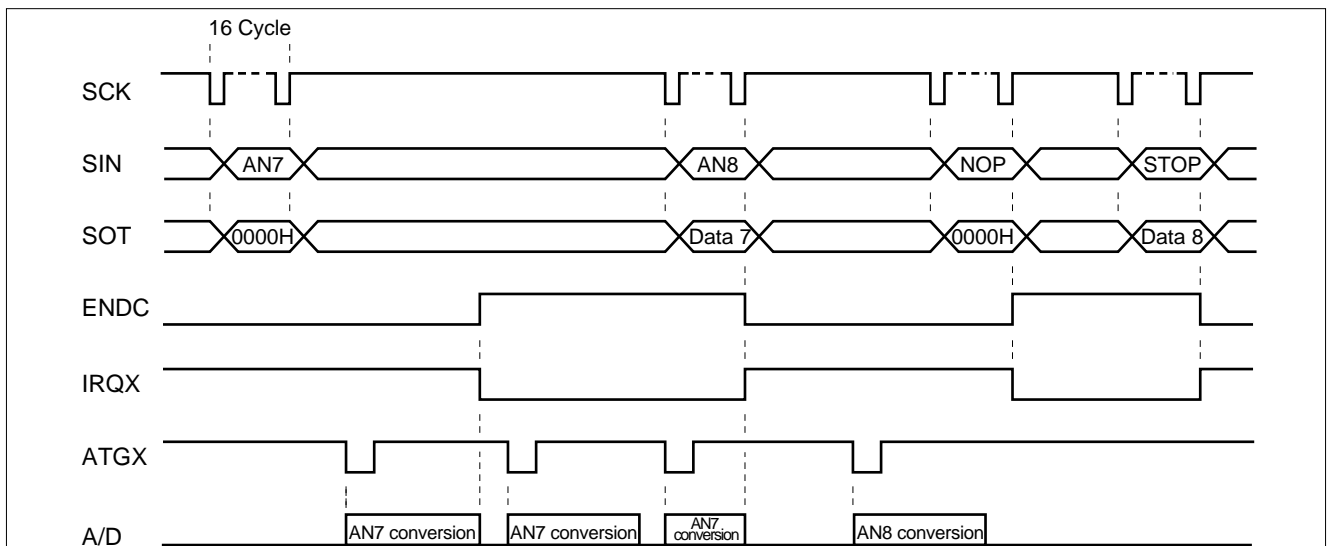 16 Cycle
SCK
SIN AN7 AN8 NOP STOP
SOT 0000H Data 7 0000H Data 8
ENDC
IRQX
ATGX
A/D AN7 conversion AN7 conversion AN7 conversion AN8 conversion